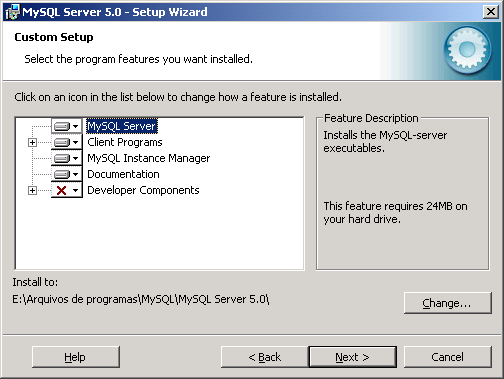 MySQL Server 5.0 - Setup Wizard
Custom Setup
Select the program features you want installed.
Click on an icon in the list below to change how a feature is installed.
MySQL Server
Client Programs
MySQL Instance Manager
Documentation
Developer Components
Feature Description
Installs the MySQL-server
executables.
This feature requires 24MB on
your hard drive.
Install to:
E:\Arquivos de programas\MySQL\MySQL Server 5.0\
Change...
Help
< Back
Next >
Cancel